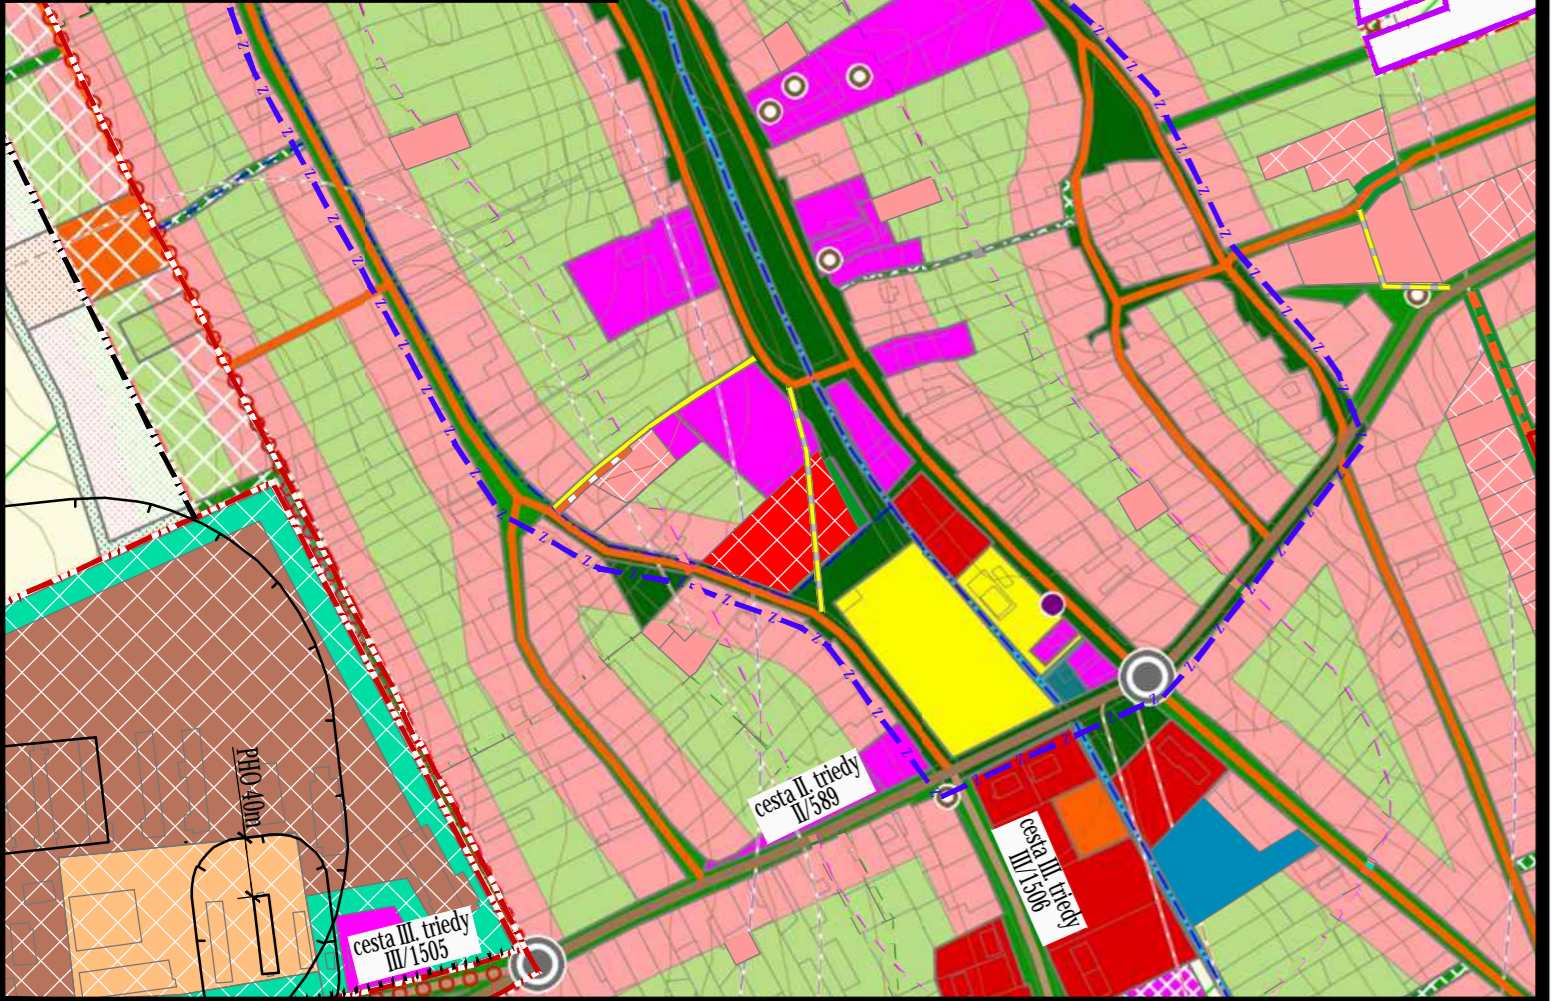 PHO 40m
cesta II. triedy
II/589
cesta III. triedy
III/1506
cesta III. triedy
III/1505